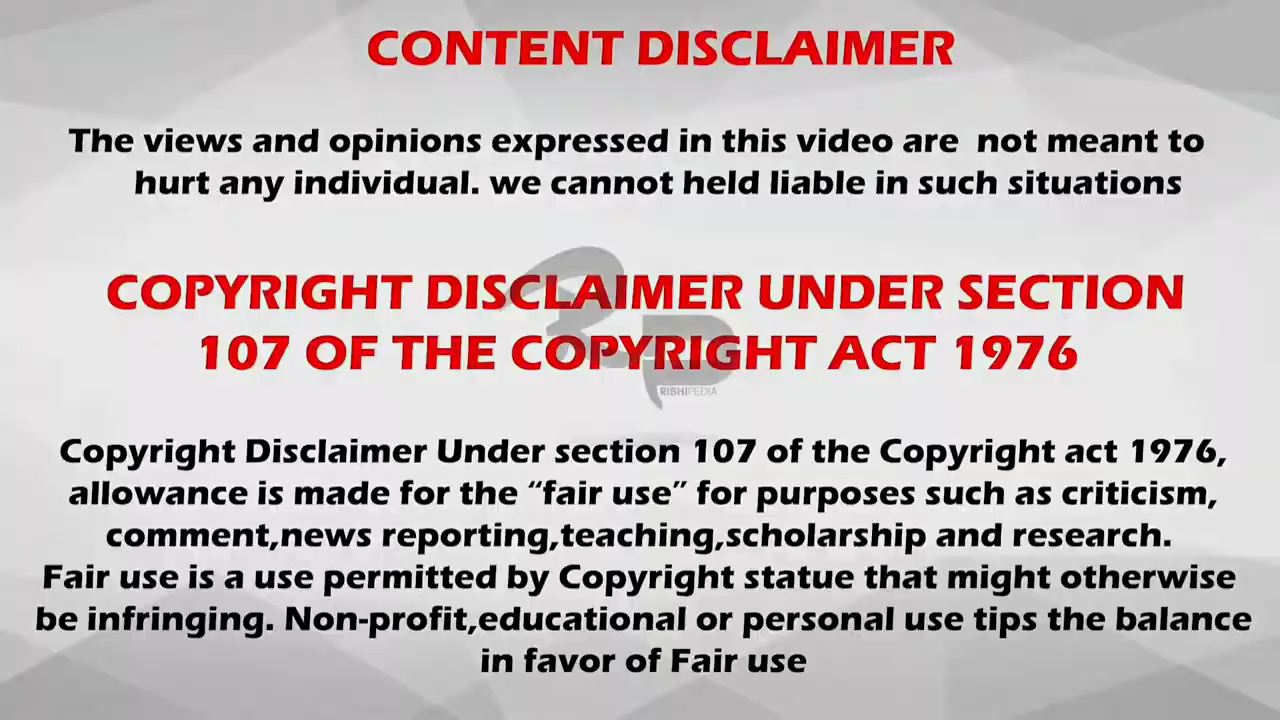 CONTENT DISCLAIMER
The views and opinions expressed in this video are not meant to
hurt any individual. we cannot held liable in such situations
COPYRIGHT DISCLAIMER UNDER SECTION
107 OF THE COPYRIGHT ACT 1976
RISHIPEDIA
Copyright Disclaimer Under section 107 of the Copyright act 1976,
allowance is made for the “fair use” for purposes such as criticism,
comment,news reporting,teaching,scholarship and research.
Fair use is a use permitted by Copyright statue that might otherwise
be infringing. Non-profit,educational or personal use tips the balance
in favor of Fair use